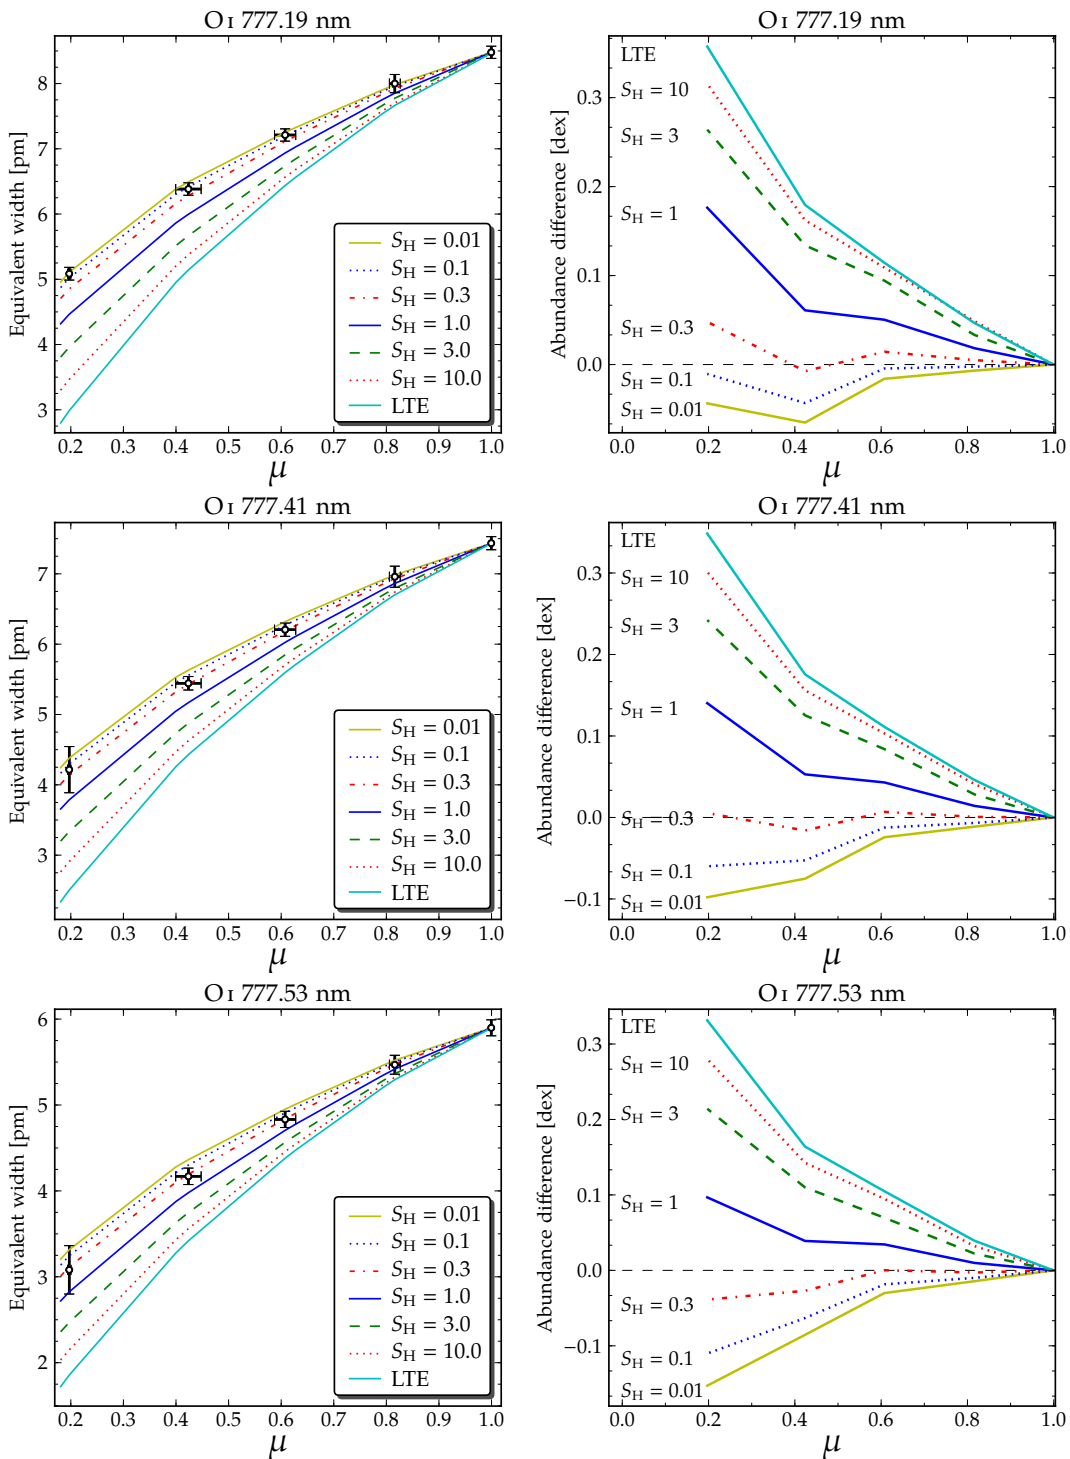 O I 777.19 nm
Equivalent width [pm]
8
7
6
5
4
3
S_H = 0.01
S_H = 0.1
S_H = 0.3
S_H = 1.0
S_H = 3.0
S_H = 10.0
LTE
0.2 0.3 0.4 0.5 0.6 0.7 0.8 0.9 1.0
μ
O I 777.19 nm
Abundance difference [dex]
0.3
0.2
0.1
0.0
LTE
S_H = 10
S_H = 3
S_H = 1
S_H = 0.3
S_H = 0.1
S_H = 0.01
0.0 0.2 0.4 0.6 0.8 1.0
μ
O I 777.41 nm
Equivalent width [pm]
7
6
5
4
3
S_H = 0.01
S_H = 0.1
S_H = 0.3
S_H = 1.0
S_H = 3.0
S_H = 10.0
LTE
0.2 0.3 0.4 0.5 0.6 0.7 0.8 0.9 1.0
μ
O I 777.41 nm
Abundance difference [dex]
0.3
0.2
0.1
0.0
−0.1
LTE
S_H = 10
S_H = 3
S_H = 1
S_H = 0.3
S_H = 0.1
S_H = 0.01
0.0 0.2 0.4 0.6 0.8 1.0
μ
O I 777.53 nm
Equivalent width [pm]
6
5
4
3
2
S_H = 0.01
S_H = 0.1
S_H = 0.3
S_H = 1.0
S_H = 3.0
S_H = 10.0
LTE
0.2 0.3 0.4 0.5 0.6 0.7 0.8 0.9 1.0
μ
O I 777.53 nm
Abundance difference [dex]
0.3
0.2
0.1
0.0
−0.1
LTE
S_H = 10
S_H = 3
S_H = 1
S_H = 0.3
S_H = 0.1
S_H = 0.01
0.0 0.2 0.4 0.6 0.8 1.0
μ